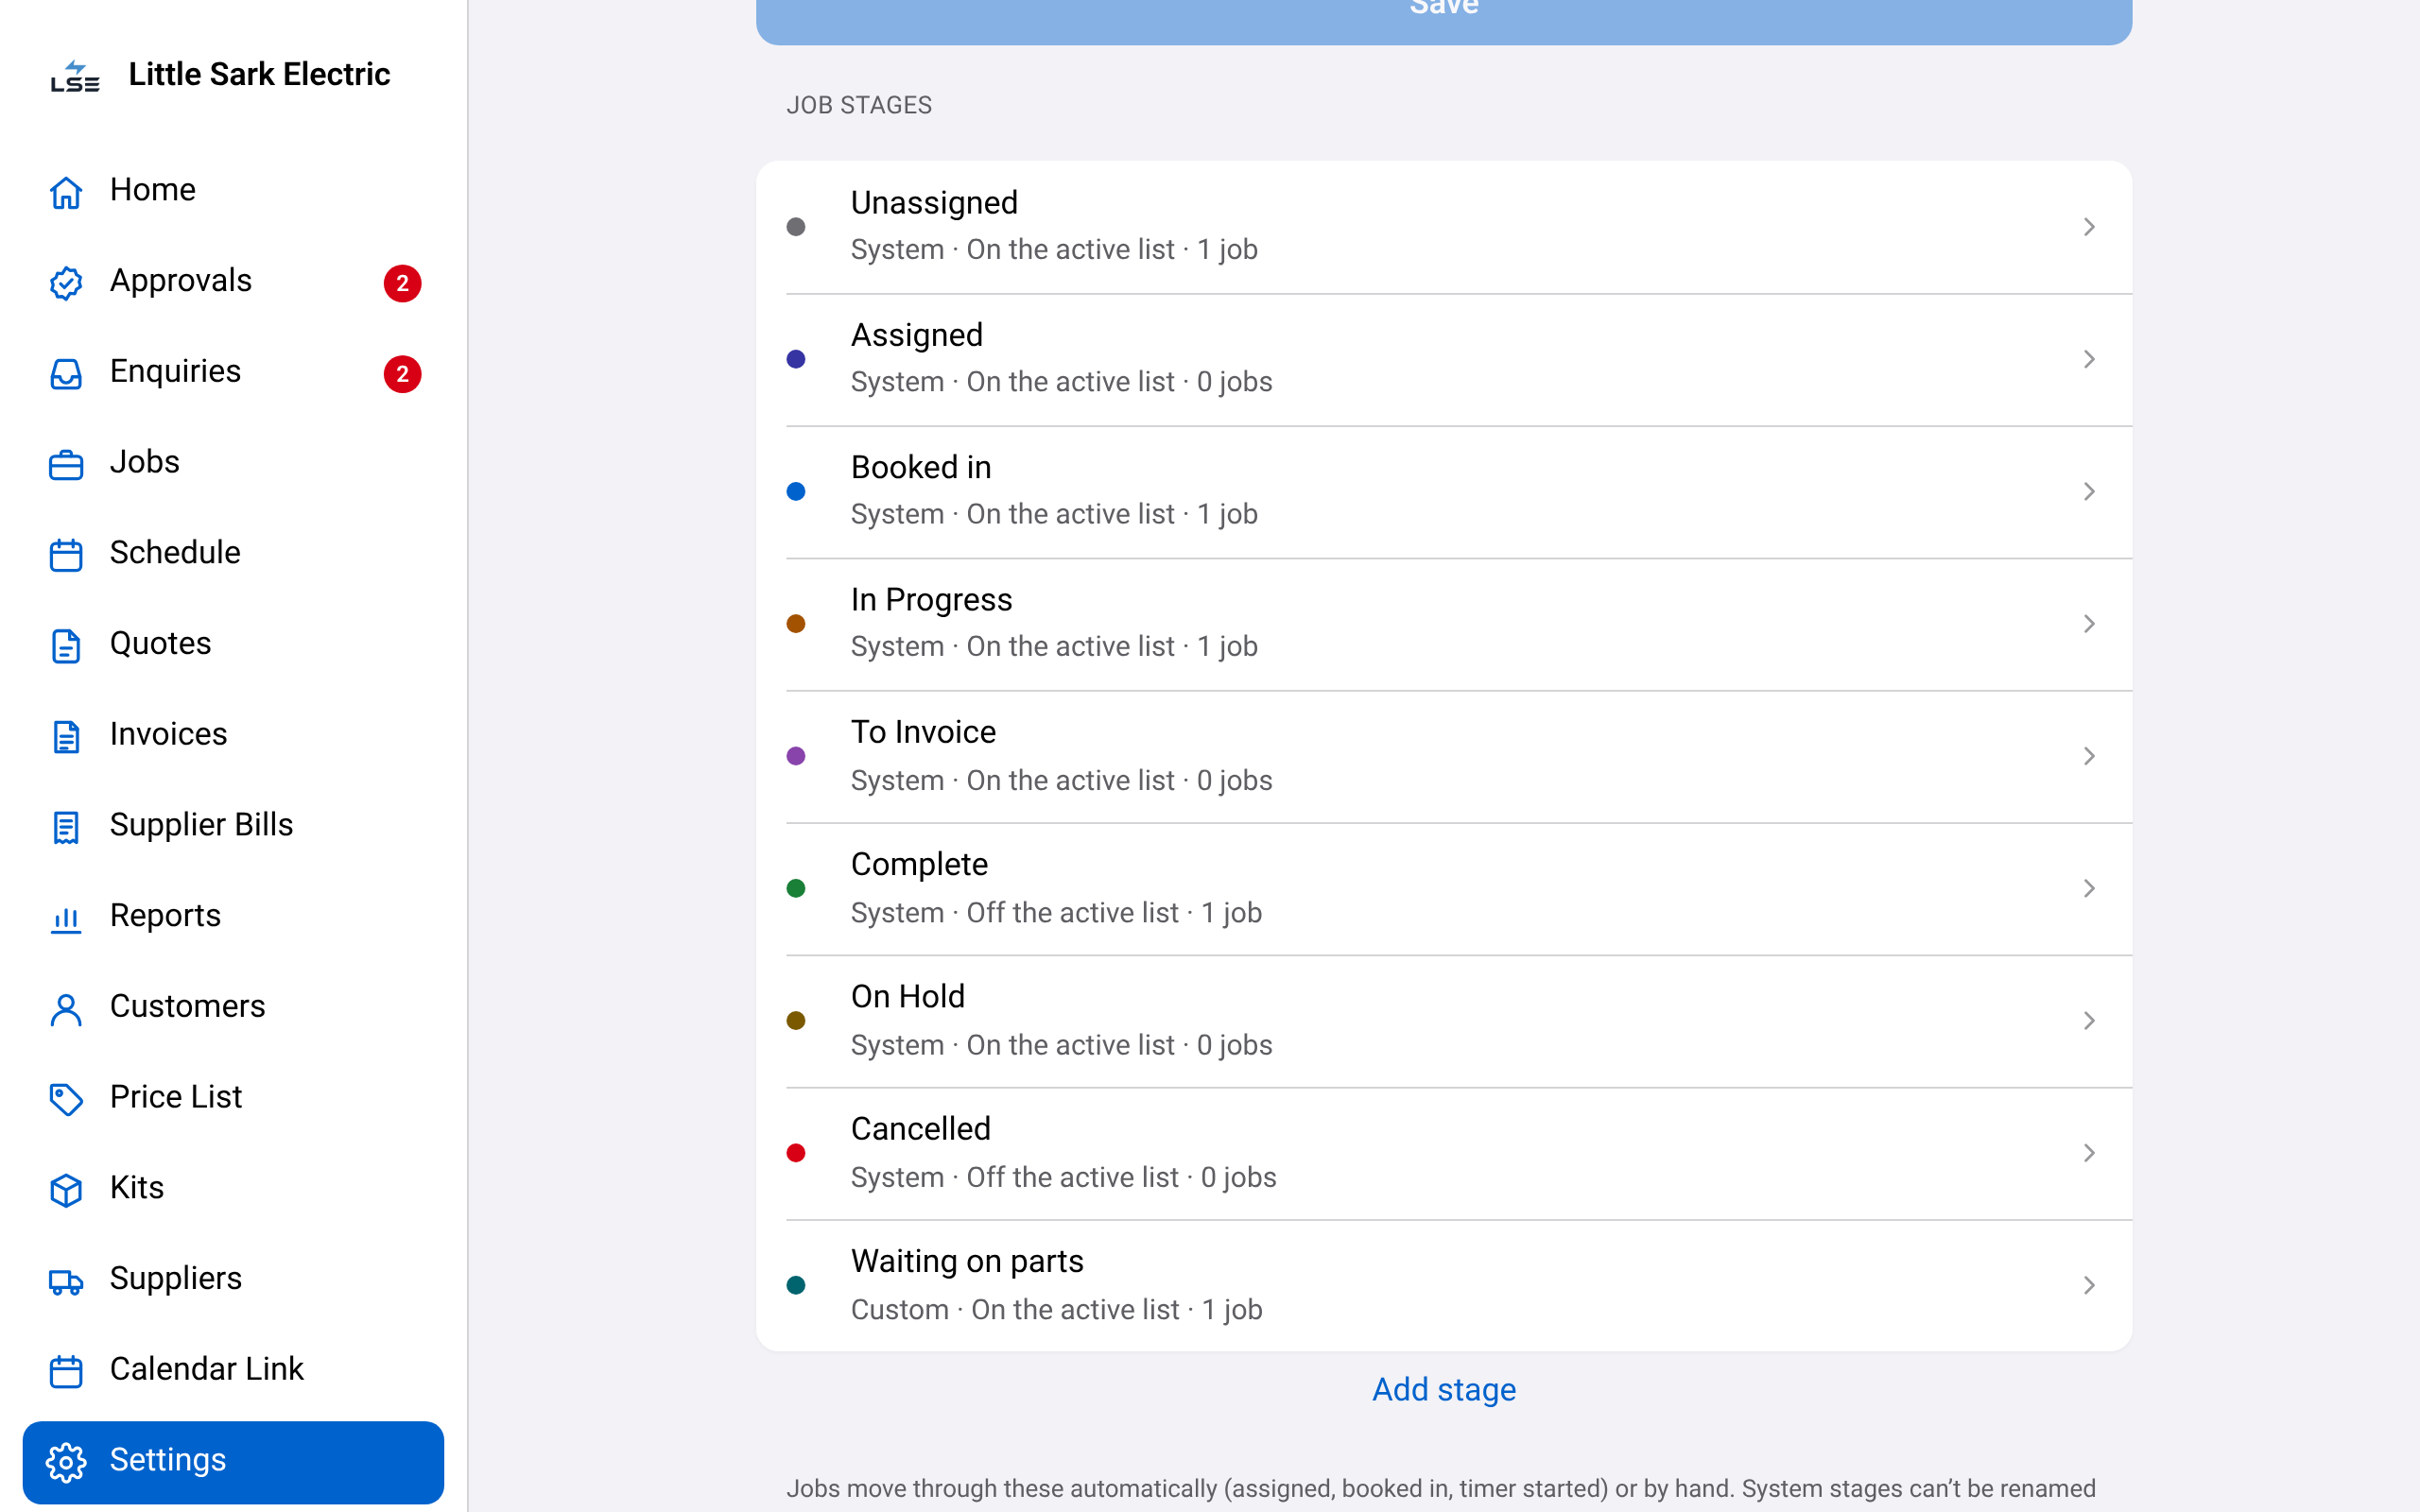 LSE Little Sark Electric
Home
Approvals 2
Enquiries 2
Jobs
Schedule
Quotes
Invoices
Supplier Bills
Reports
Customers
Price List
Kits
Suppliers
Calendar Link
Settings
Save
JOB STAGES
Unassigned
System · On the active list · 1 job
Assigned
System · On the active list · 0 jobs
Booked in
System · On the active list · 1 job
In Progress
System · On the active list · 1 job
To Invoice
System · On the active list · 0 jobs
Complete
System · Off the active list · 1 job
On Hold
System · On the active list · 0 jobs
Cancelled
System · Off the active list · 0 jobs
Waiting on parts
Custom · On the active list · 1 job
Add stage
Jobs move through these automatically (assigned, booked in, timer started) or by hand. System stages can’t be renamed